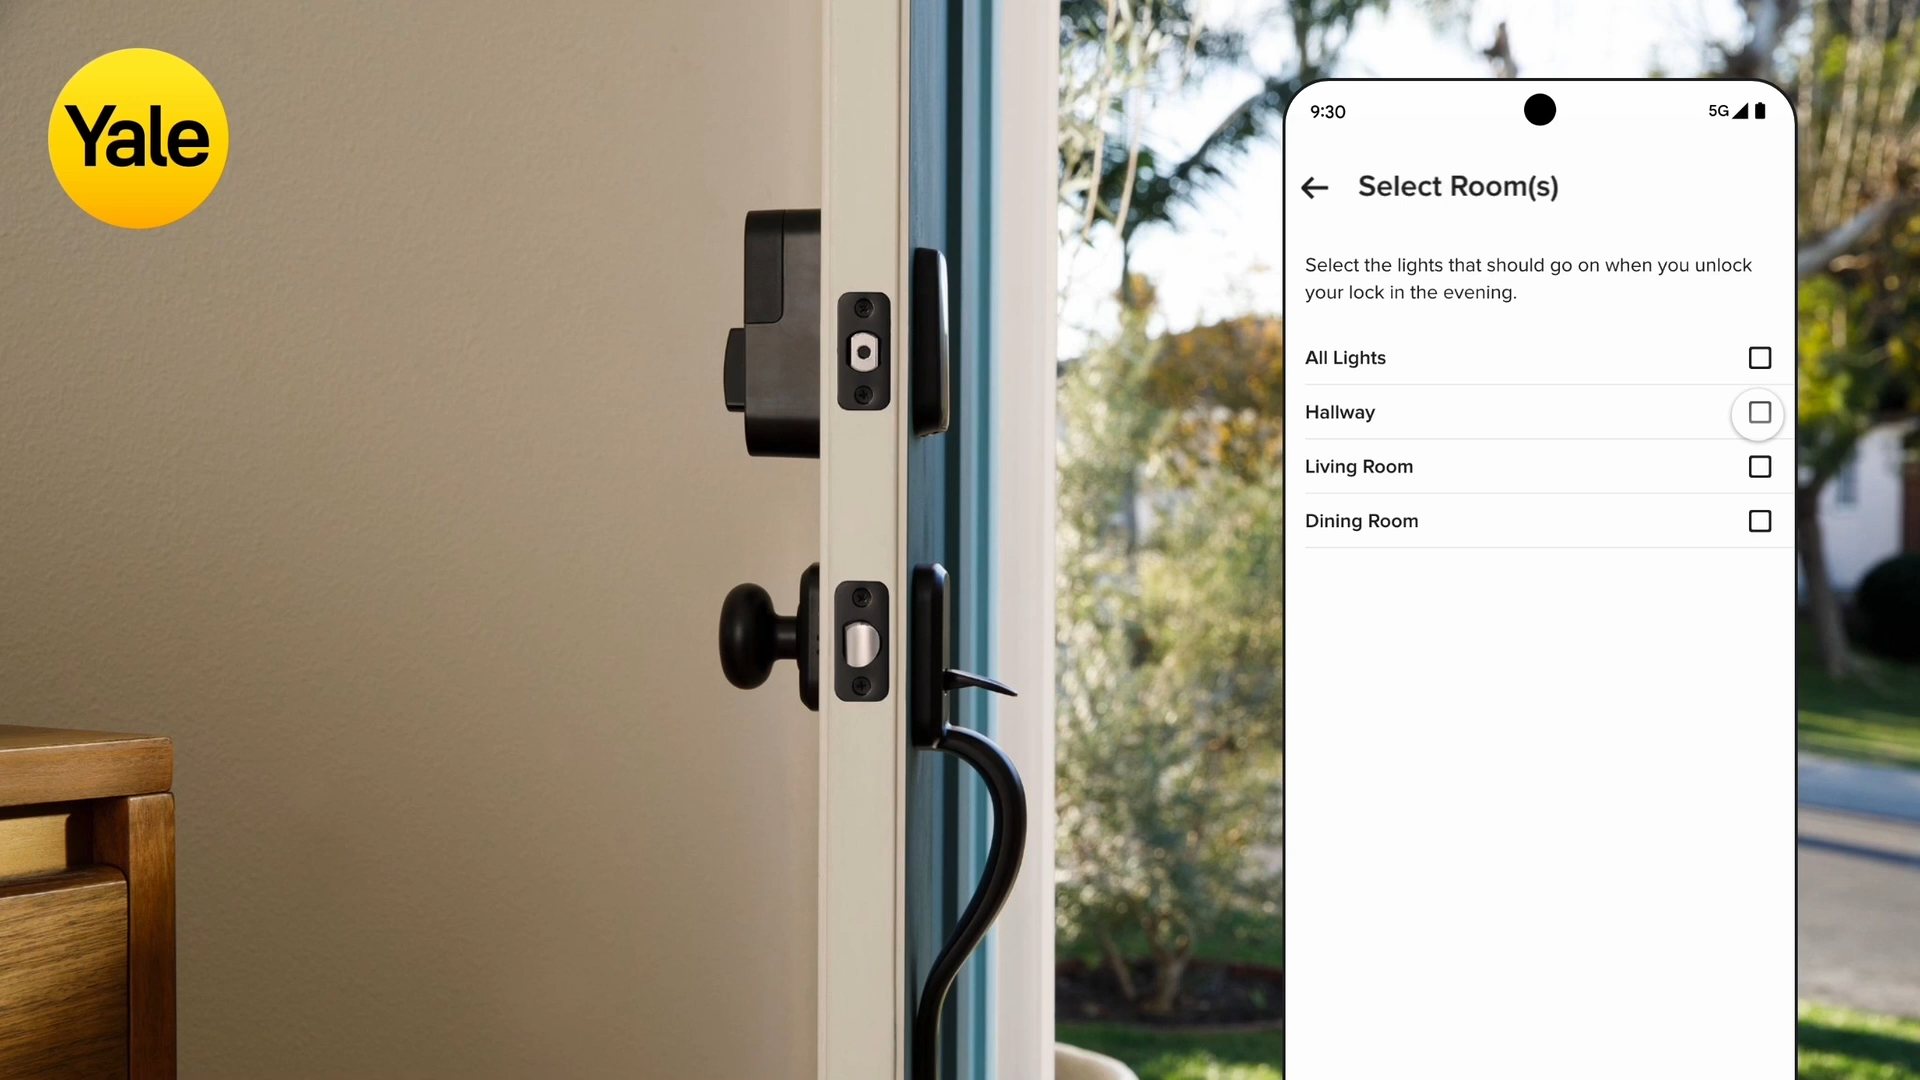 Yale
9:30
5G
Select Room(s)
Select the lights that should go on when you unlock
your lock in the evening.
All Lights
Hallway
Living Room
Dining Room